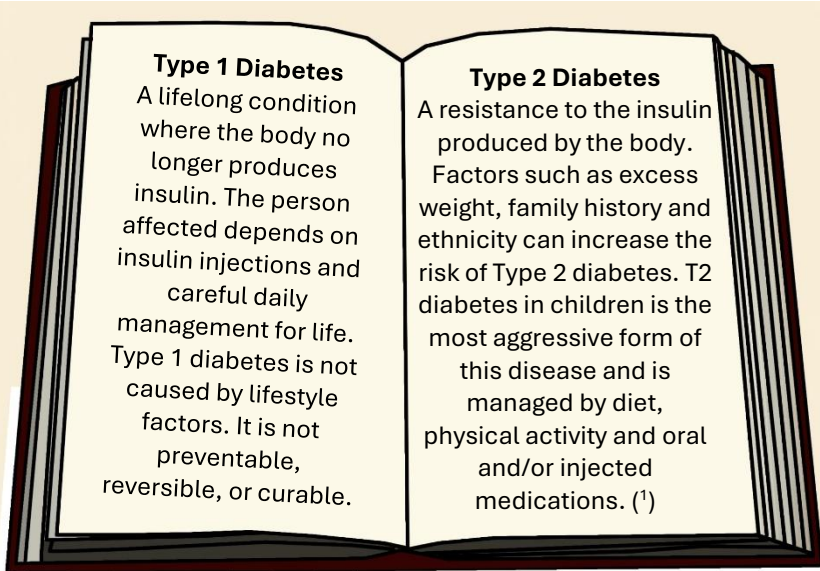 Type 1 Diabetes
A lifelong condition
where the body no
longer produces
insulin. The person
affected depends on
insulin injections and
careful daily
management for life.
Type 1 diabetes is not
caused by lifestyle
factors. It is not
preventable,
reversible, or curable.
Type 2 Diabetes
A resistance to the insulin
produced by the body.
Factors such as excess
weight, family history and
ethnicity can increase the
risk of Type 2 diabetes. T2
diabetes in children is the
most aggressive form of
this disease and is
managed by diet,
physical activity and oral
and/or injected
medications. (¹)